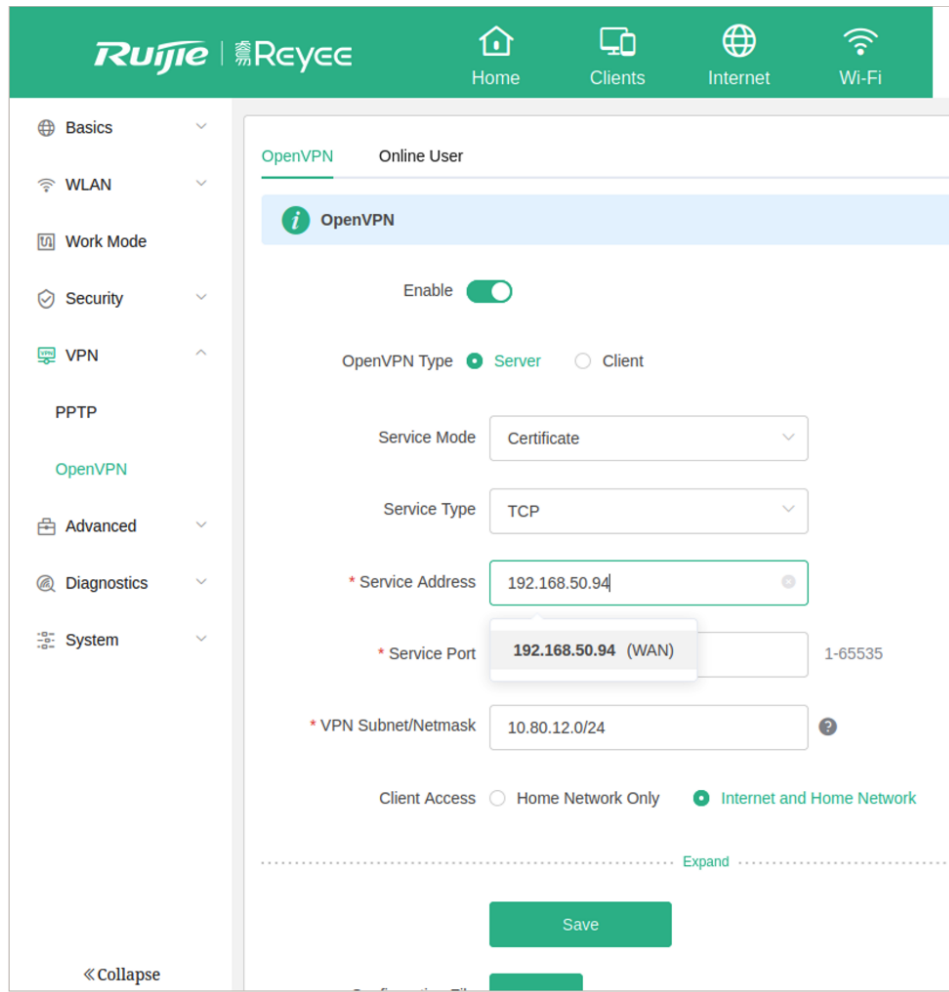 Ruijie | Reyee
Home Clients Internet Wi-Fi
Basics
WLAN
Work Mode
Security
VPN
PPTP
OpenVPN
Advanced
Diagnostics
System
Collapse
OpenVPN Online User
OpenVPN
Enable
OpenVPN Type Server Client
Service Mode Certificate
Service Type TCP
* Service Address 192.168.50.94
192.168.50.94 (WAN)
* Service Port 1-65535
* VPN Subnet/Netmask 10.80.12.0/24
Client Access Home Network Only Internet and Home Network
Expand
Save